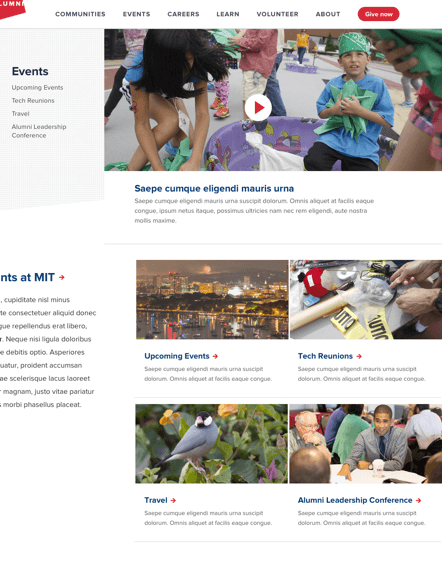 COMMUNITIES EVENTS CAREERS LEARN VOLUNTEER ABOUT Give now
Events
Upcoming Events
Tech Reunions
Travel
Alumni Leadership
Conference
Saepe cumque eligendi mauris urna
Saepe cumque eligendi mauris urna suscipit dolorum. Omnis aliquat at facilis eaque
congue, ipsum netus itaque, possimus ultricies nam nec rem eligendi, aute nostra
mollis maxime.
at MIT
, cupiditate nisl minus
consectetuer aliquid donec
repellendus erat libero,
. Neque nisi ligula doloribus
debitis optio. Asperiores
, proident accumsan
scelerisque lacus laoreet
magnam, justo vitae pariatur
morbi phasellus placeat.
Upcoming Events
Saepe cumque eligendi mauris urna suscipit
dolorum. Omnis aliquet at facilis eaque congue.
Tech Reunions
Saepe cumque eligendi mauris urna suscipit
dolorum. Omnis aliquet at facilis eaque congue.
Travel
Saepe cumque eligendi mauris urna suscipit
dolorum. Omnis aliquet at facilis eaque congue.
Alumni Leadership Conference
Saepe cumque eligendi mauris urna suscipit
dolorum. Omnis aliquet at facilis eaque congue.